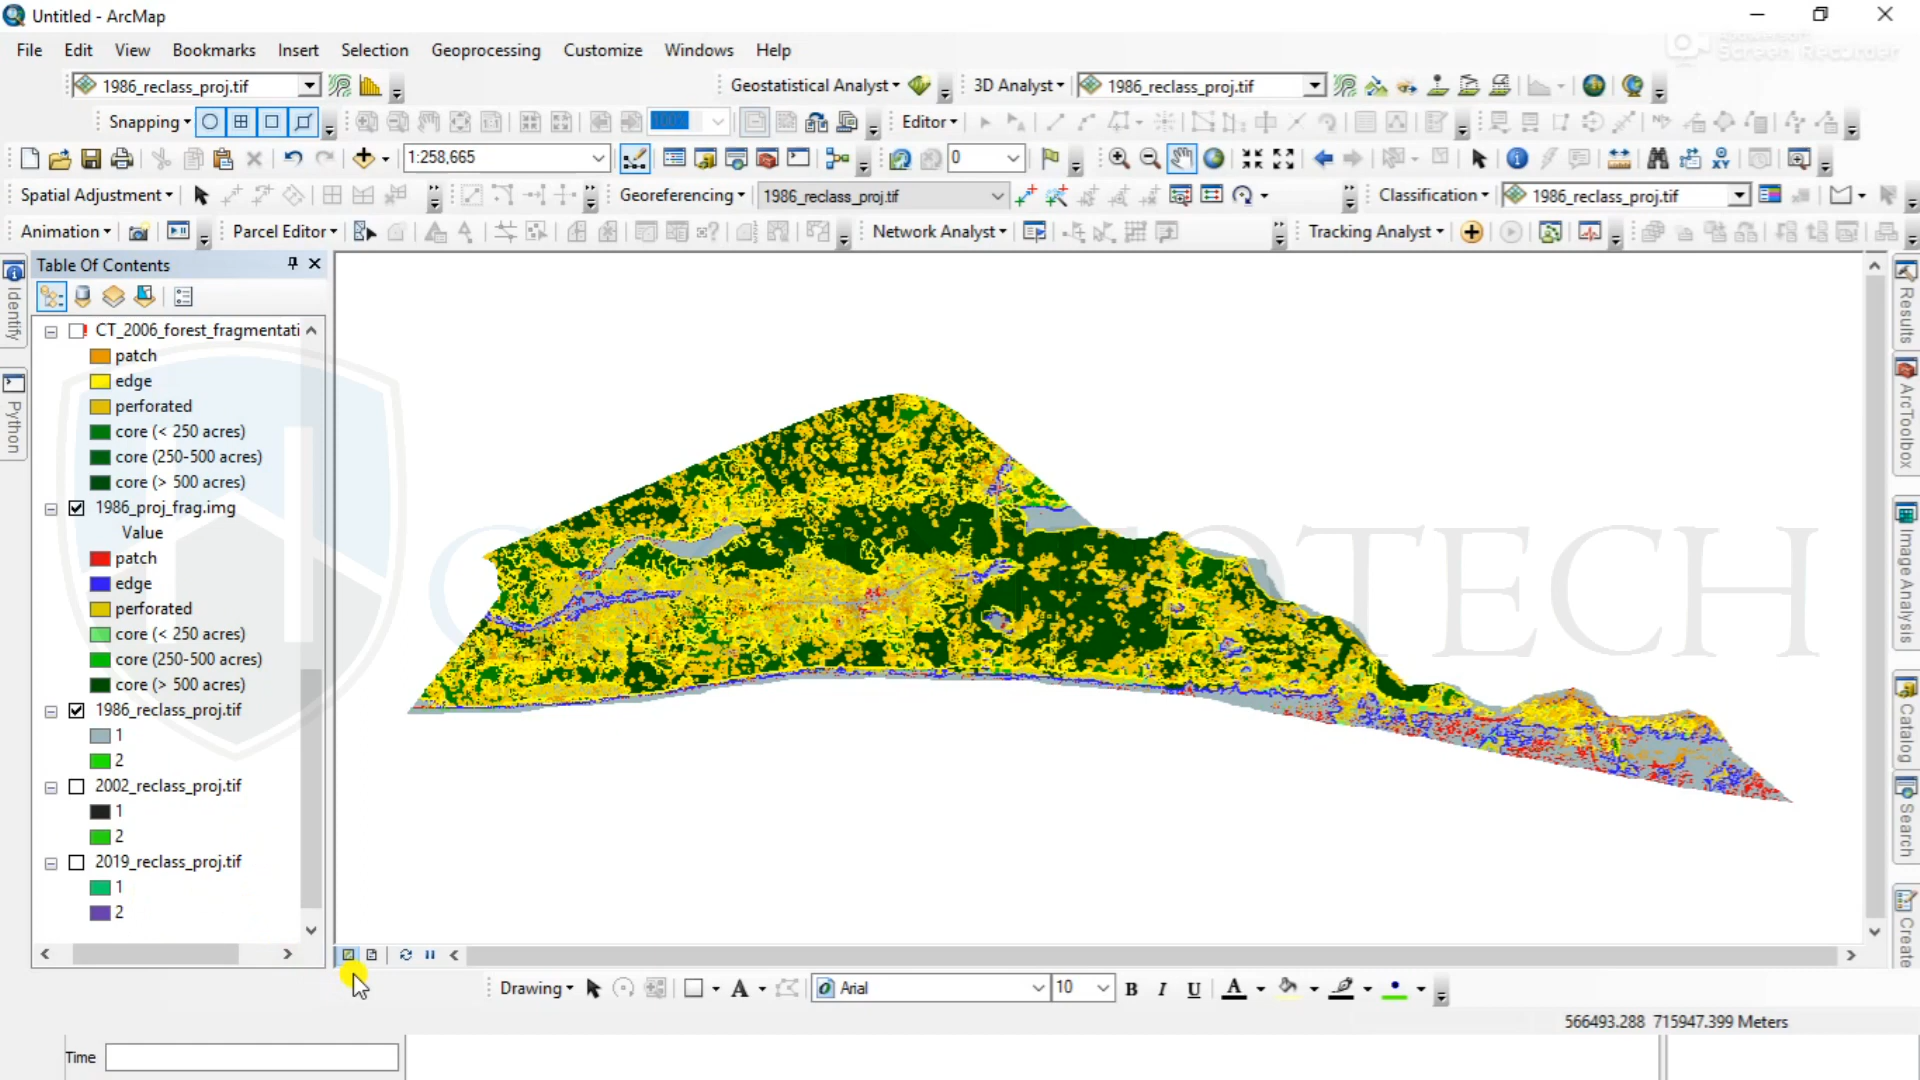 Untitled - ArcMap
Apowersoft
Screen Recorder
File Edit View Bookmarks Insert Selection Geoprocessing Customize Windows Help
1986_reclass_proj.tif Geostatistical Analyst 3D Analyst 1986_reclass_proj.tif
Snapping 100% Editor
1:258,665 0
Spatial Adjustment Georeferencing 1986_reclass_proj.tif Classification 1986_reclass_proj.tif
Animation Parcel Editor Network Analyst Tracking Analyst
Table Of Contents
Identify
Python
CT_2006_forest_fragmentati
patch
edge
perforated
core (< 250 acres)
core (250-500 acres)
core (> 500 acres)
1986_proj_frag.img
Value
patch
edge
perforated
core (< 250 acres)
core (250-500 acres)
core (> 500 acres)
1986_reclass_proj.tif
1
2
2002_reclass_proj.tif
1
2
2019_reclass_proj.tif
1
2
OTECH
Results
ArcToolbox
Image Analysis
Catalog
Search
Create
Drawing A Arial 10 B I U A
566493.288 715947.399 Meters
Time